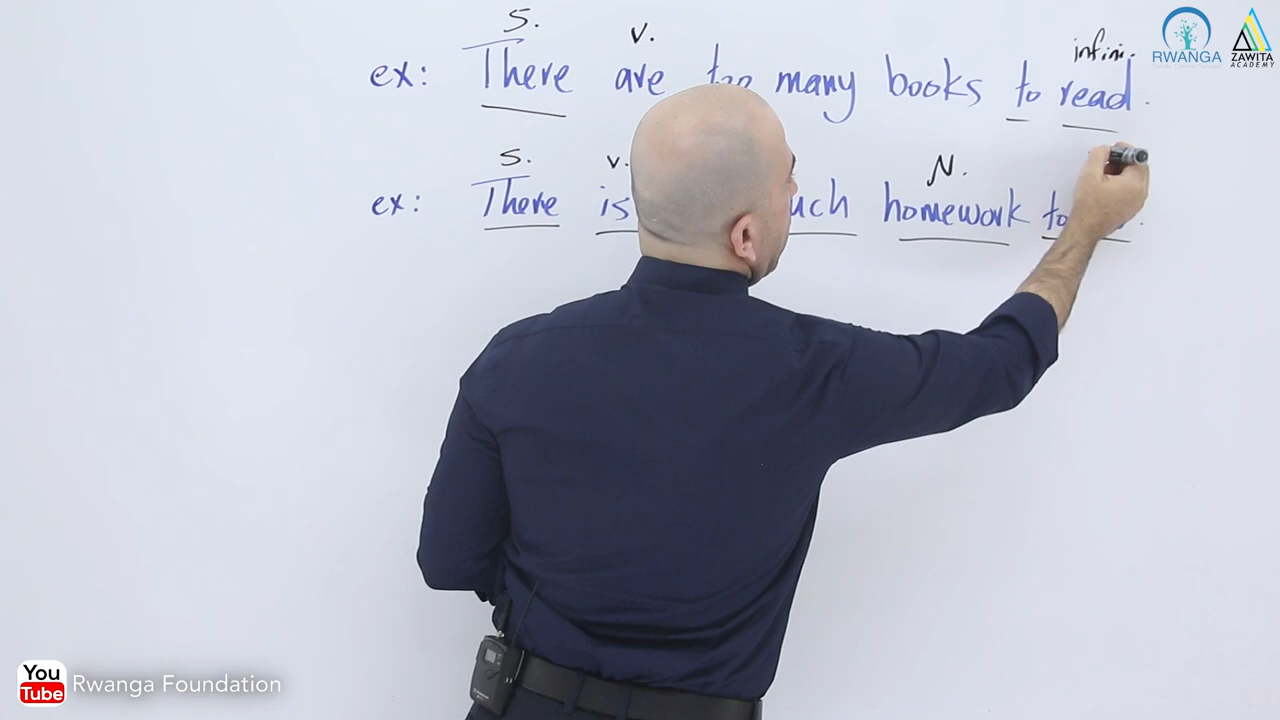 S. v. infini.
ex: There are too many books to read.
S. v. N.
ex: There is uch homework to
RWANGA
ZAWITA
ACADEMY
You
Tube Rwanga Foundation